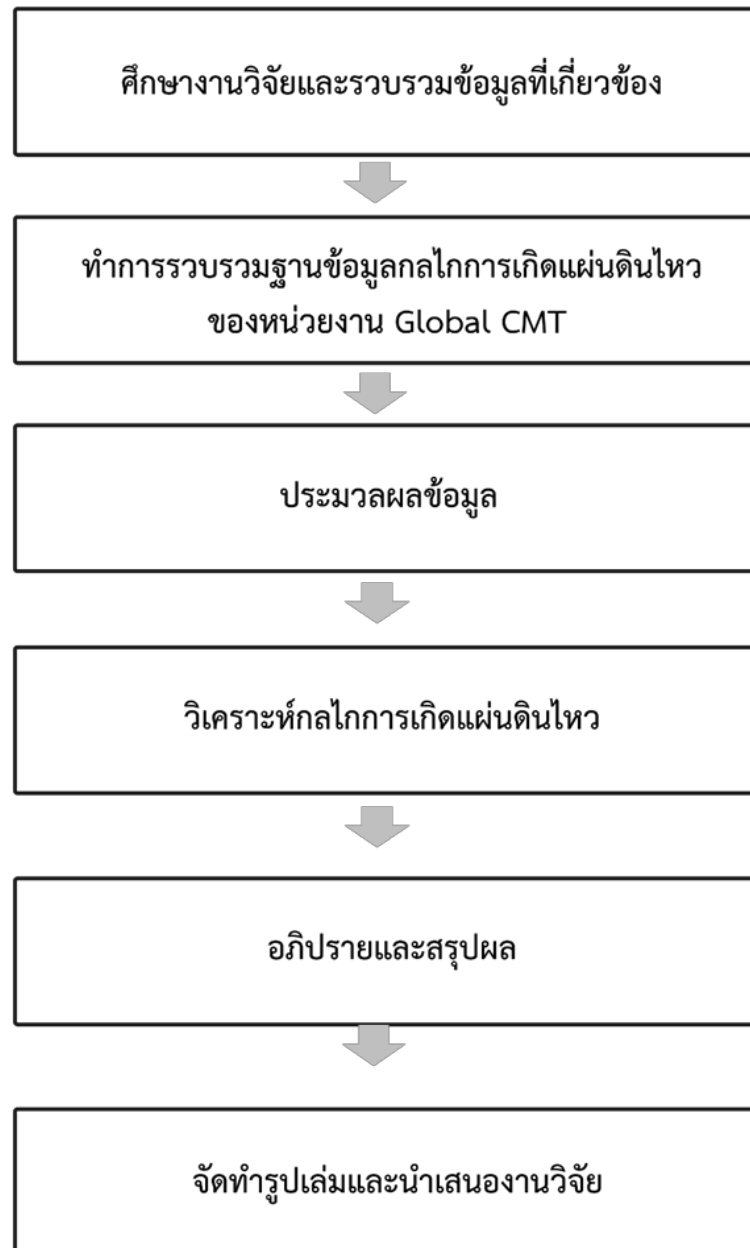 ศึกษางานวิจัยและรวบรวมข้อมูลที่เกี่ยวข้อง
ทำการรวบรวมฐานข้อมูลกลไกการเกิดแผ่นดินไหว
ของหน่วยงาน Global CMT
ประมวลผลข้อมูล
วิเคราะห์กลไกการเกิดแผ่นดินไหว
อภิปรายและสรุปผล
จัดทำรูปเล่มและนำเสนองานวิจัย